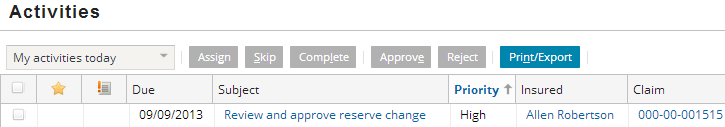 Activities
My activities today Assign Skip Complete Approve Reject Print/Export
Due Subject Priority Insured Claim
09/09/2013 Review and approve reserve change High Allen Robertson 000-00-001515